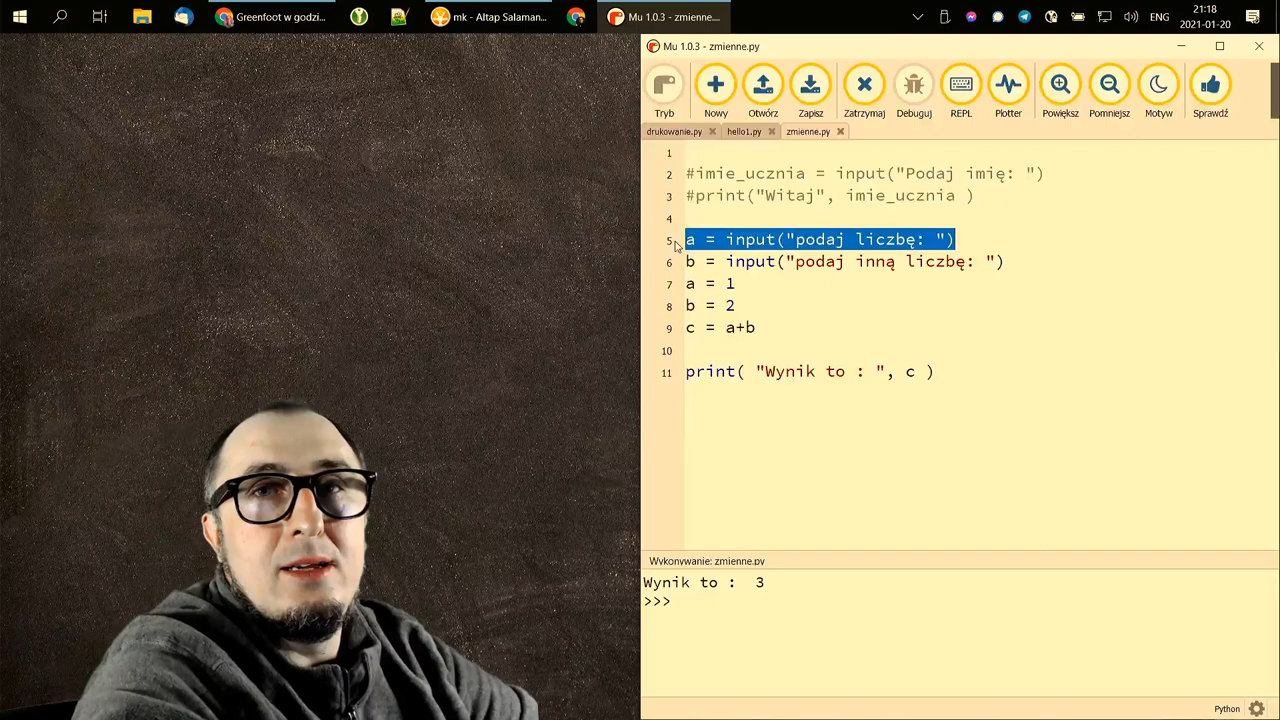 Greenfoot w godzi...
mk - Altap Salaman...
Mu 1.0.3 - zmienne....
ENG
21:18
2021-01-20
Mu 1.0.3 - zmienne.py
Tryb
Nowy
Otwórz
Zapisz
Zatrzymaj
Debuguj
REPL
Plotter
Powiększ
Pomniejsz
Motyw
Sprawdź
drukowanie.py
hello1.py
zmienne.py
1
2 #imie_ucznia = input("Podaj imię: ")
3 #print("Witaj", imie_ucznia )
4
5 a = input("podaj liczbę: ")
6 b = input("podaj inną liczbę: ")
7 a = 1
8 b = 2
9 c = a+b
10
11 print( "Wynik to : ", c )
Wykonywanie: zmienne.py
Wynik to :  3
>>>
Python